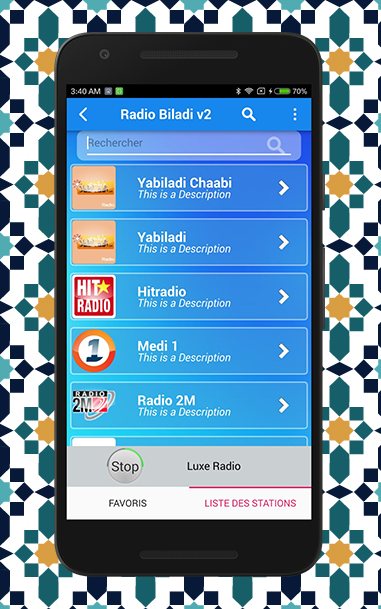 3:40 AM
70%
Radio Biladi v2
Rechercher
Yabiladi Chaabi
This is a Description
Radio
Yabiladi
This is a Description
Radio
HIT RADIO
Hitradio
This is a Description
1
Medi 1
This is a Description
RADIO
2M
Radio 2M
This is a Description
Stop
Luxe Radio
FAVORIS
LISTE DES STATIONS